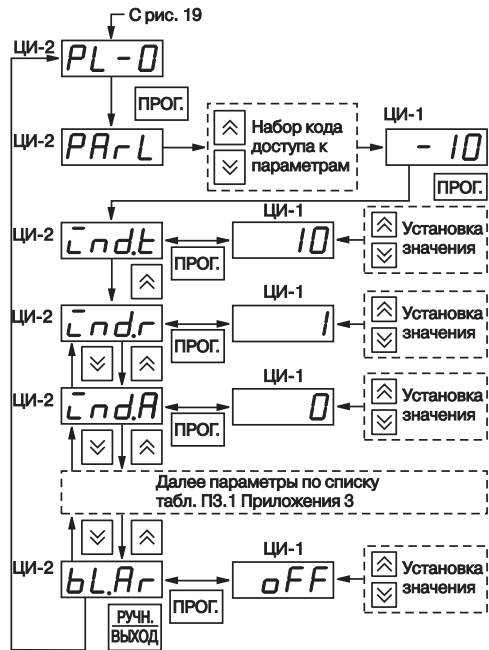 С рис. 19
ЦИ-2 PL-0
ПРОГ.
ЦИ-2 PArL
Набор кода
доступа к
параметрам
ЦИ-1
-10
ПРОГ.
ЦИ-1
ЦИ-2 ind.t
ПРОГ.
10
Установка
значения
ЦИ-1
ЦИ-2 ind.r
ПРОГ.
1
Установка
значения
ЦИ-1
ЦИ-2 ind.A
ПРОГ.
0
Установка
значения
Далее параметры по списку
табл. П3.1 Приложения 3
ЦИ-1
ЦИ-2 bL.Ar
ПРОГ.
oFF
Установка
значения
РУЧН.
ВЫХОД